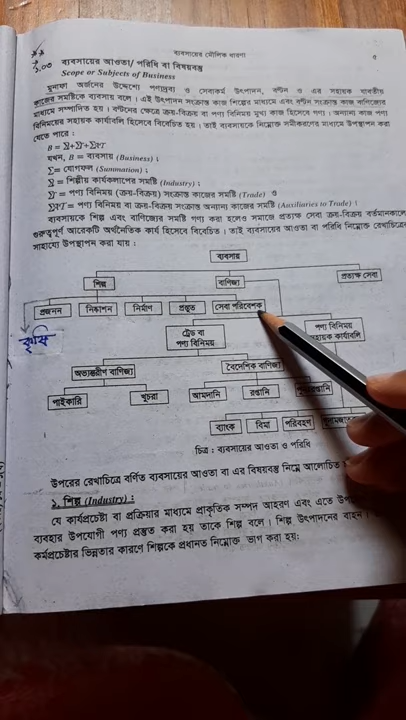 ব্যবসায়ের মৌলিক ধারণা ৫
১.০৩ ব্যবসায়ের আওতা/ পরিধি বা বিষয়বস্তু
Scope or Subjects of Business
মুনাফা অর্জনের উদ্দেশ্যে পণ্যদ্রব্য ও সেবাকর্ম উৎপাদন, বণ্টন ও এর সহায়ক যাবতীয়
কাজের সমষ্টিকে ব্যবসায় বলে। এই উৎপাদন সংক্রান্ত কাজ শিল্পের মাধ্যমে এবং বণ্টন সংক্রান্ত কাজ বাণিজ্যের
মাধ্যমে সম্পাদিত হয়। বণ্টনের ক্ষেত্রে ক্রয়-বিক্রয় বা পণ্য বিনিময় মুখ্য কাজ হিসেবে গণ্য। অন্যান্য কাজ পণ্য
বিনিময়ের সহায়ক কার্যাবলি হিসেবে বিবেচিত হয়। তাই ব্যবসায়কে নিম্নোক্ত সমীকরণের মাধ্যমে উপস্থাপন করা
যেতে পারে :
যখন, B = ব্যবসায় (Business) ;
∑= যোগফল (Summation) ;
= শিল্পীয় কার্যকলাপের সমষ্টি (Industry) ;
= পণ্য বিনিময় (ক্রয়-বিক্রয়) সংক্রান্ত কাজের সমষ্টি (Trade) ও
= পণ্য বিনিময় বা ক্রয়-বিক্রয় সংক্রান্ত অন্যান্য কাজের সমষ্টি (Auxiliaries to Trade) ।
ব্যবসায়কে শিল্প এবং বাণিজ্যের সমষ্টি গণ্য করা হলেও সমাজে প্রত্যক্ষ সেবা ক্রয়-বিক্রয় বর্তমানকালে
গুরুত্বপূর্ণ আরেকটি অর্থনৈতিক কার্য হিসেবে বিবেচিত। তাই ব্যবসায়ের আওতা বা পরিধি নিম্নোক্ত রেখাচিত্রের
সাহায্যে উপস্থাপন করা যায় :
ব্যবসায়
শিল্প বাণিজ্য প্রত্যক্ষ সেবা
প্রজনন নিষ্কাশন নির্মাণ প্রস্তুত সেবা পরিবেশক
কৃষি
ট্রেড বা
পণ্য বিনিময়
পণ্য বিনিময়
সহায়ক কার্যাবলি
অভ্যন্তরীণ বাণিজ্য বৈদেশিক বাণিজ্য
পাইকারি খুচরা আমদানি রপ্তানি
ব্যাংক বিমা পরিবহণ
চিত্র : ব্যবসায়ের আওতা ও পরিধি
উপরের রেখাচিত্রে বর্ণিত ব্যবসায়ের আওতা বা এর বিষয়বস্তু নিম্নে আলোচিত
১. শিল্প (Industry) :
যে কার্যপ্রচেষ্টা বা প্রক্রিয়ার মাধ্যমে প্রাকৃতিক সম্পদ আহরণ এবং এতে
ব্যবহার উপযোগী পণ্য প্রস্তুত করা হয় তাকে শিল্প বলে। শিল্প উৎপাদনের বাহন।
কর্মপ্রচেষ্টার ভিন্নতার কারণে শিল্পকে প্রধানত নিম্নোক্ত ভাগ করা হয়: